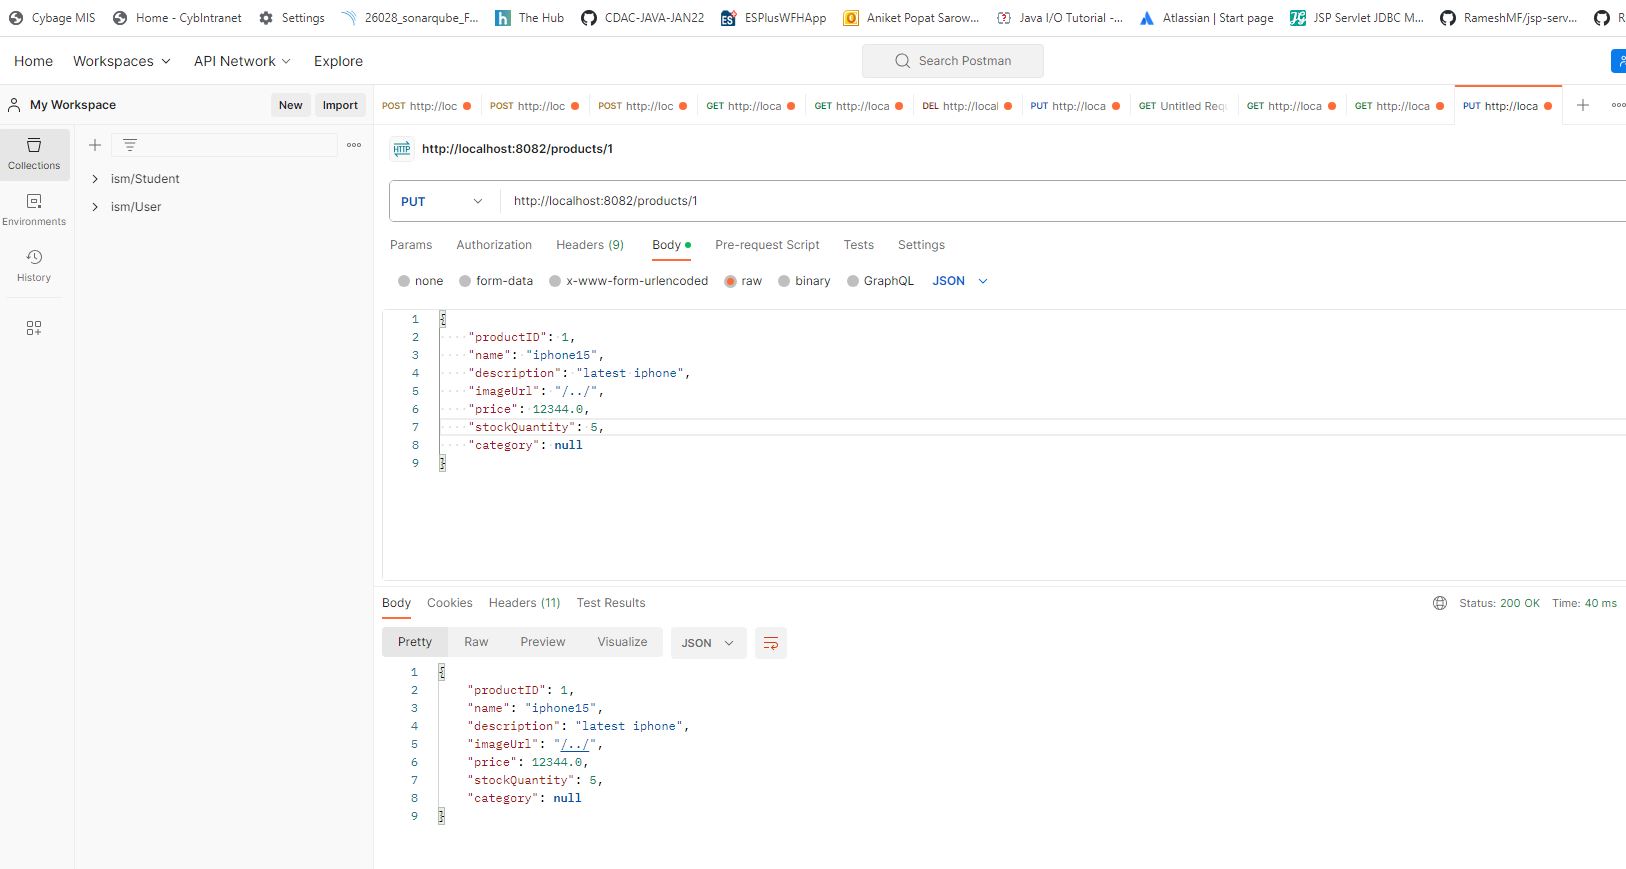 Cybage MIS Home - CybIntranet Settings 26028_sonarqube_F... The Hub CDAC-JAVA-JAN22 ESPlusWFHApp Aniket Popat Sarow... Java I/O Tutorial -... Atlassian | Start page JSP Servlet JDBC M... RameshMF/jsp-serv...
Home Workspaces API Network Explore Search Postman
My Workspace New Import POST http://loc POST http://loc POST http://loc GET http://loca GET http://loca DEL http://local PUT http://loca GET Untitled Requ GET http://loca GET http://loca PUT http://loca
Collections
Environments
History
ism/Student
ism/User
HTTP http://localhost:8082/products/1
PUT http://localhost:8082/products/1
Params Authorization Headers (9) Body Pre-request Script Tests Settings
none form-data x-www-form-urlencoded raw binary GraphQL JSON
1 {
2 "productID": 1,
3 "name": "iphone15",
4 "description": "latest iphone",
5 "imageUrl": "/../",
6 "price": 12344.0,
7 "stockQuantity": 5,
8 "category": null
9 }
Body Cookies Headers (11) Test Results Status: 200 OK Time: 40 ms
Pretty Raw Preview Visualize JSON
1 {
2 "productID": 1,
3 "name": "iphone15",
4 "description": "latest iphone",
5 "imageUrl": "/../",
6 "price": 12344.0,
7 "stockQuantity": 5,
8 "category": null
9 }